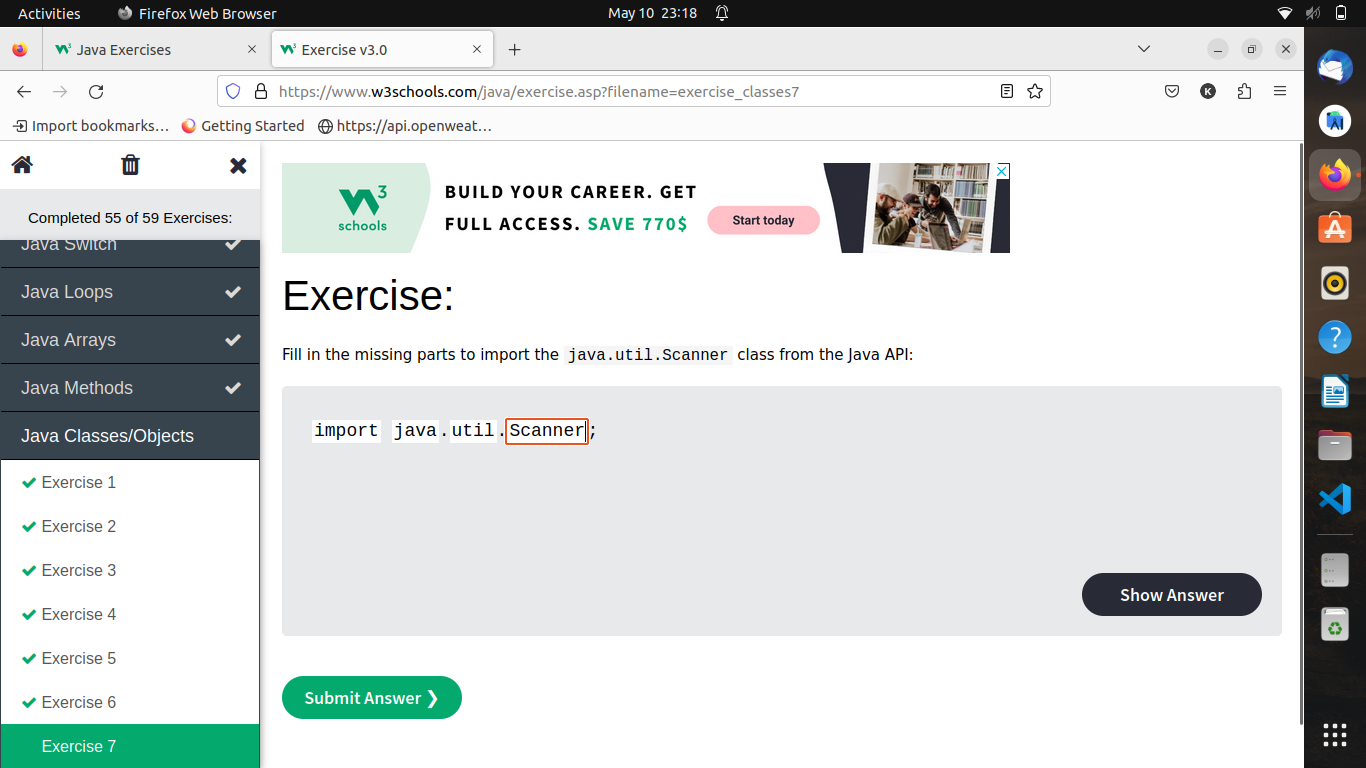 Activities
Firefox Web Browser
May 10 23:18
Java Exercises
Exercise v3.0
https://www.w3schools.com/java/exercise.asp?filename=exercise_classes7
K
Import bookmarks…
Getting Started
https://api.openweat…
Completed 55 of 59 Exercises:
Java Switch
Java Loops
Java Arrays
Java Methods
Java Classes/Objects
Exercise 1
Exercise 2
Exercise 3
Exercise 4
Exercise 5
Exercise 6
Exercise 7
W3
schools
BUILD YOUR CAREER. GET
FULL ACCESS. SAVE 770$
Start today
Exercise:
Fill in the missing parts to import the java.util.Scanner class from the Java API:
import java.util.Scanner;
Show Answer
Submit Answer ❯